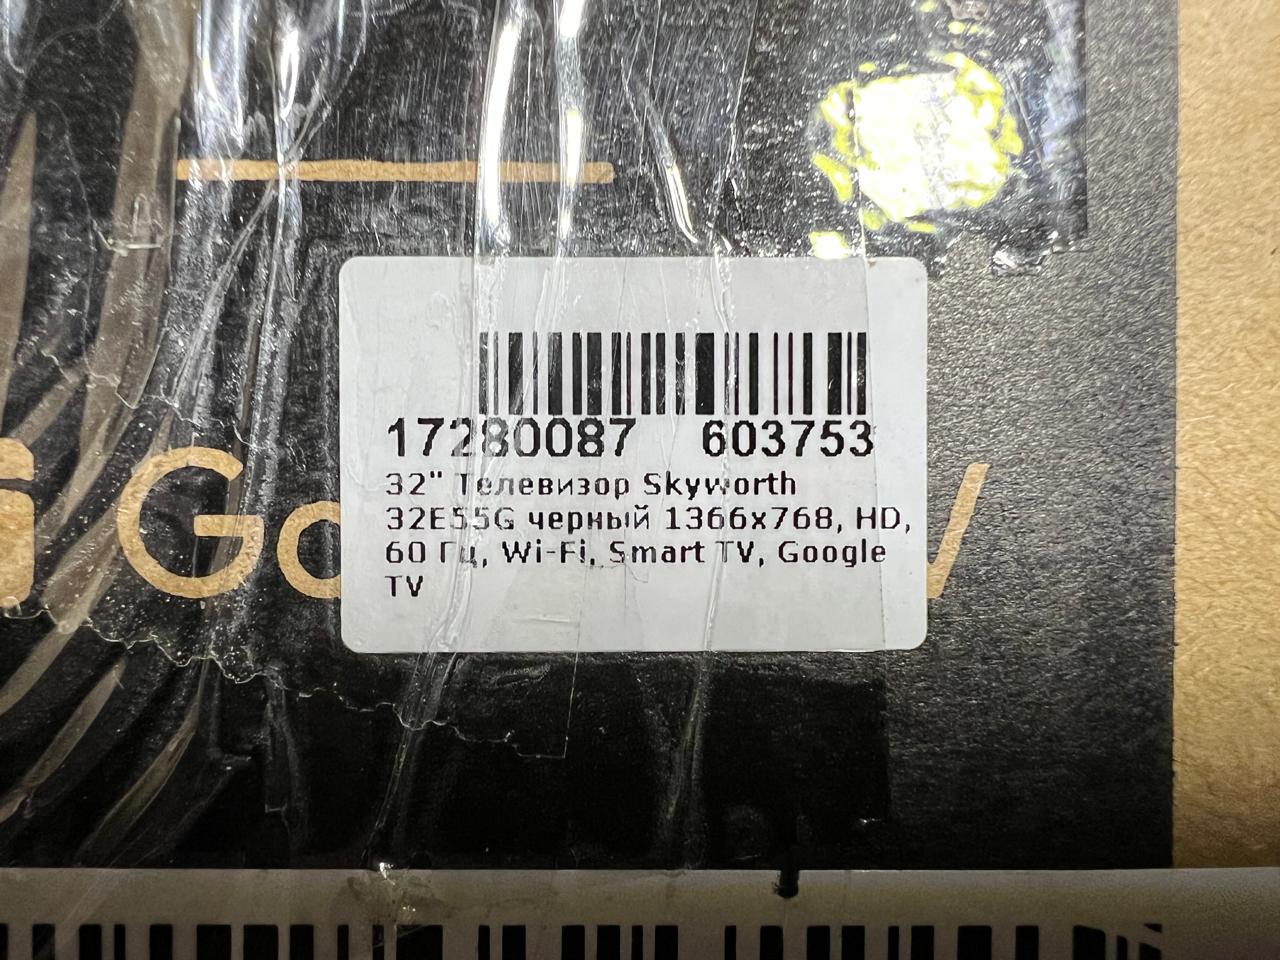 17280087 603753
32" Телевизор Skyworth
32E55G черный 1366x768, HD,
60 Гц, Wi-Fi, Smart TV, Google
TV